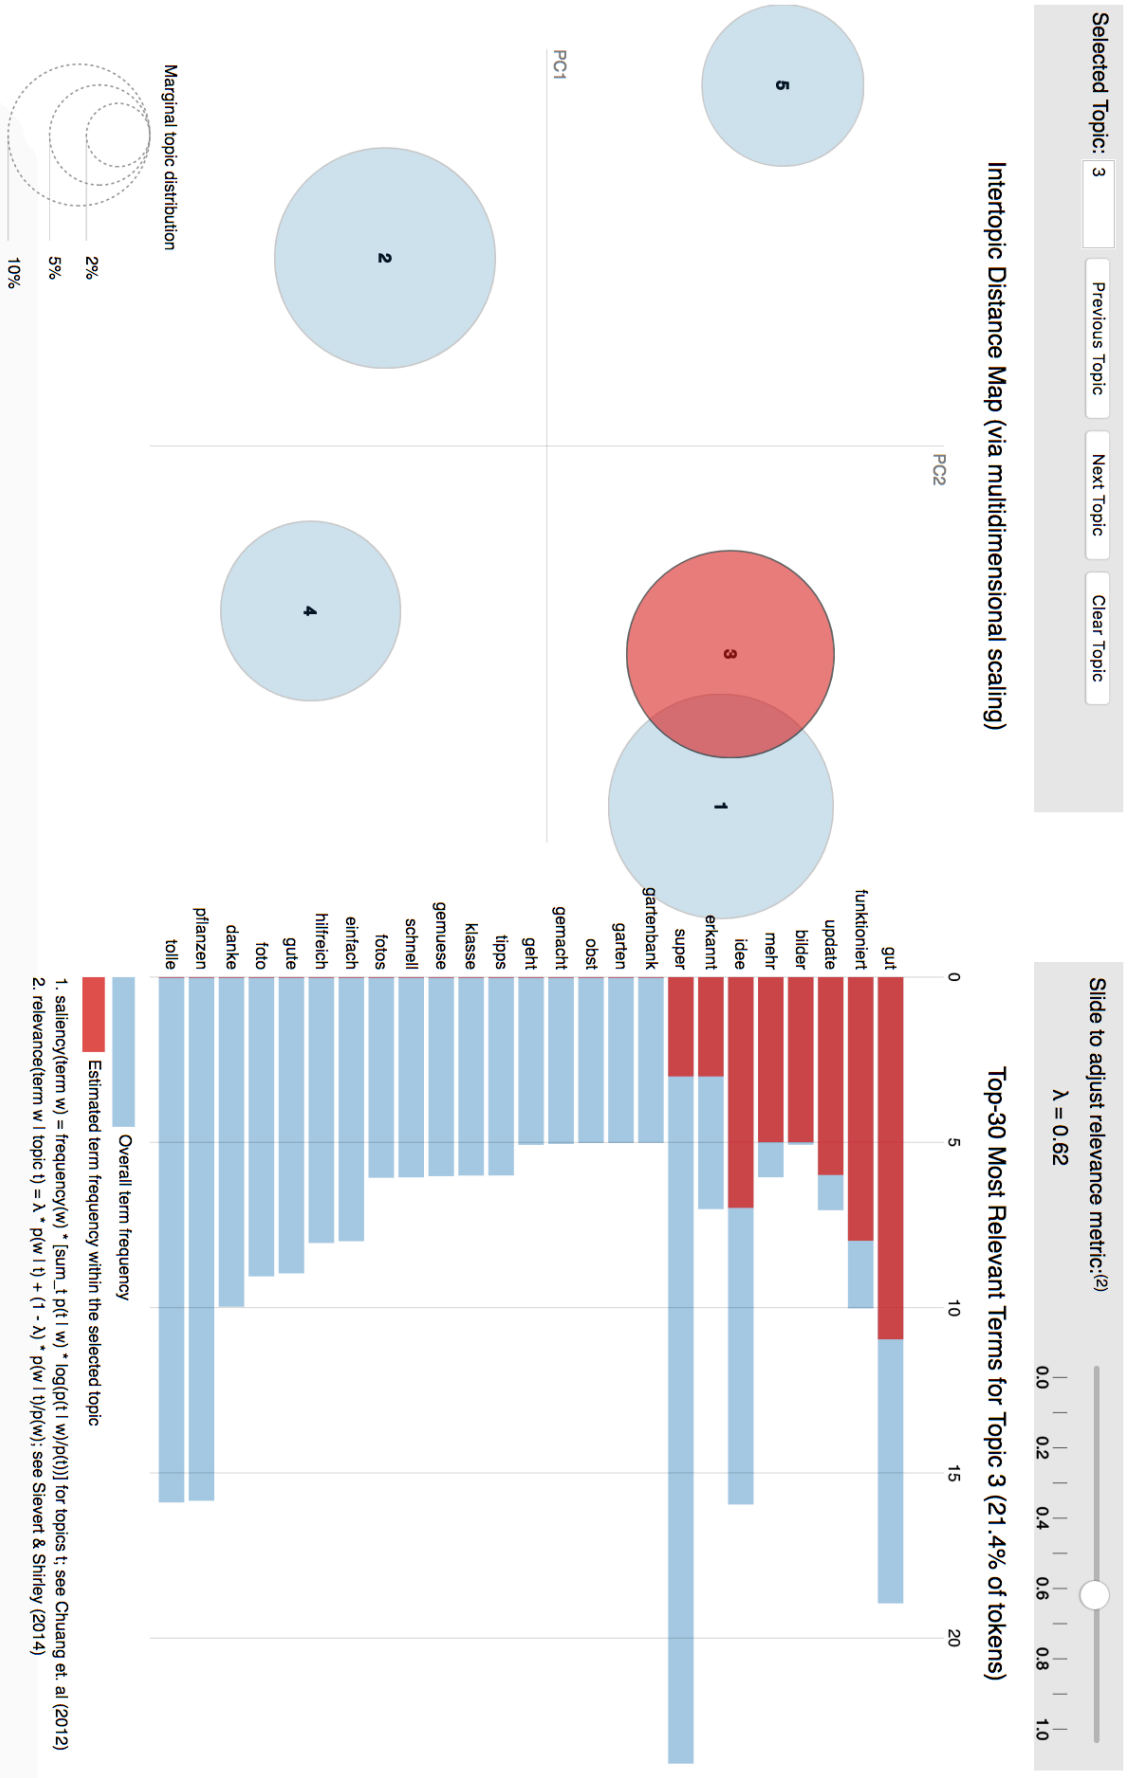 Selected Topic: 3 Previous Topic Next Topic Clear Topic
Slide to adjust relevance metric:(2)
λ = 0.62
0.0 0.2 0.4 0.6 0.8 1.0
Intertopic Distance Map (via multidimensional scaling)
PC2
PC1
5
2
3
1
4
Marginal topic distribution
2%
5%
10%
Top-30 Most Relevant Terms for Topic 3 (21.4% of tokens)
0 5 10 15 20
gut
funktioniert
update
bilder
mehr
idee
erkannt
super
gartenbank
garten
obst
gemacht
geht
tipps
klasse
gemuese
schnell
fotos
einfach
hilfreich
gute
foto
danke
pflanzen
tolle
Overall term frequency
Estimated term frequency within the selected topic
1. saliency(term w) = frequency(w) * [sum_t p(t | w) * log(p(t | w)/p(t))] for topics t; see Chuang et. al (2012)
2. relevance(term w | topic t) = λ * p(w | t) + (1 - λ) * p(w | t)/p(w); see Sievert & Shirley (2014)